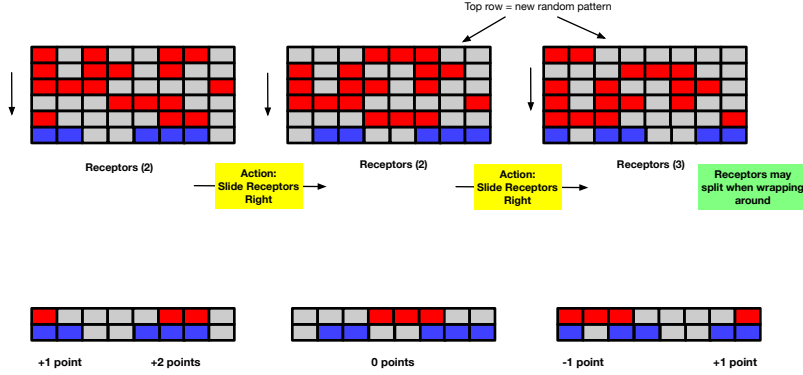 Top row = new random pattern
Receptors (2)
Receptors (2)
Receptors (3)
Action:
Slide Receptors
Right
Action:
Slide Receptors
Right
Receptors may
split when wrapping
around
+1 point
+2 points
0 points
-1 point
+1 point